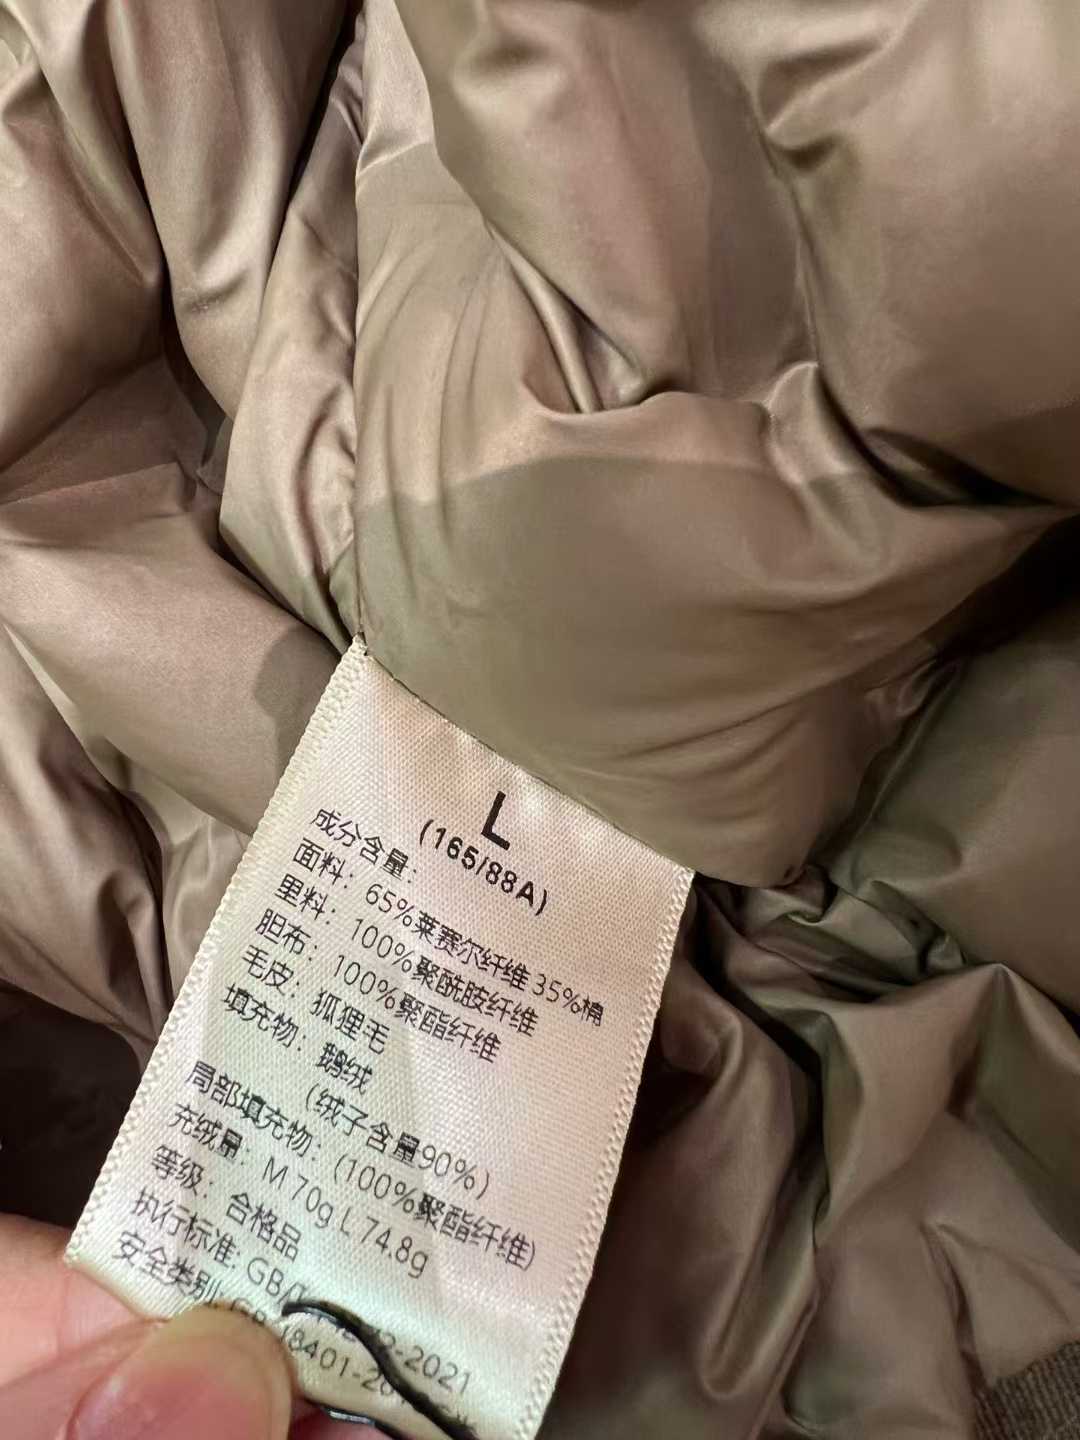 L
(165/88A)
成分含量:
面料: 65%莱赛尔纤维 35%棉
里料: 100%聚酰胺纤维
胆布: 100%聚酯纤维
毛皮: 狐狸毛
填充物: 鹅绒
(绒子含量90%)
局部填充物: (100%聚酯纤维)
充绒量: M 70g L 74.8g
等级: 合格品
执行标准: GB/ -2021
安全类别: GB 18401-